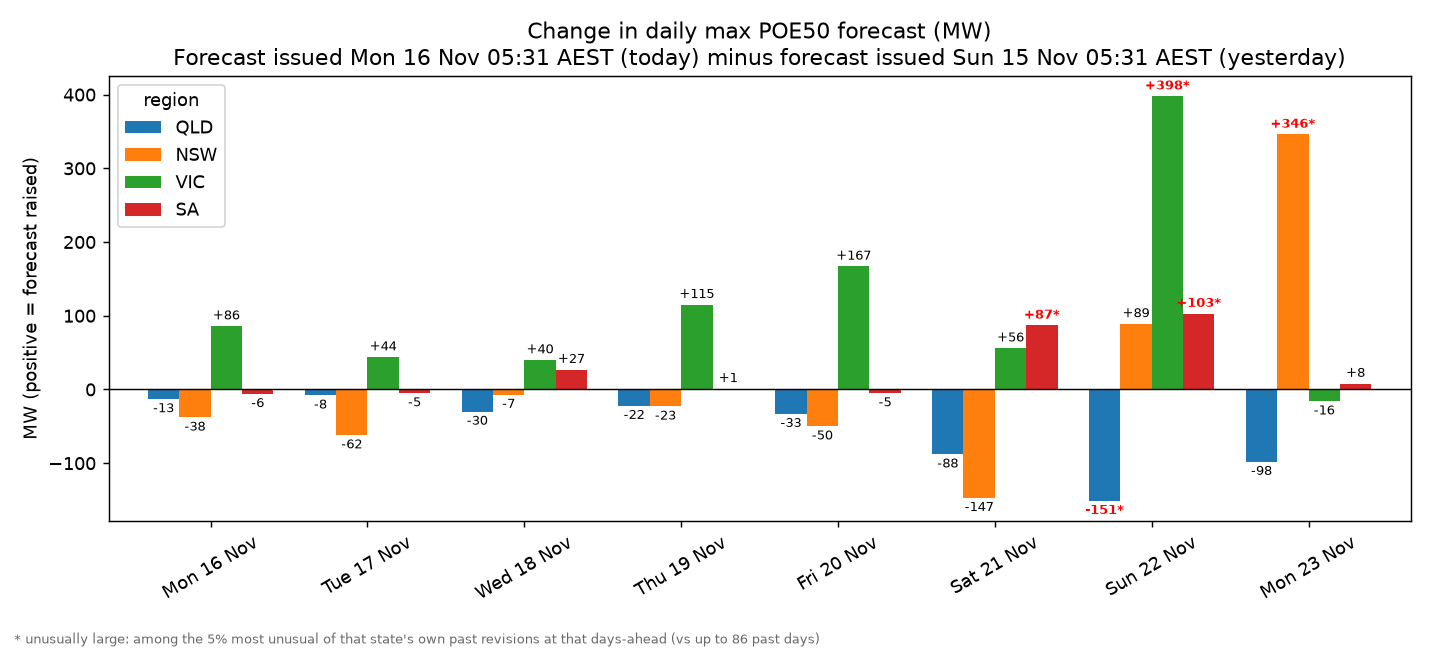 Change in daily max POE50 forecast (MW)
Forecast issued Mon 16 Nov 05:31 AEST (today) minus forecast issued Sun 15 Nov 05:31 AEST (yesterday)
MW (positive = forecast raised)
400
300
200
100
0
−100
region
QLD
NSW
VIC
SA
-13
-38
+86
-6
-8
-62
+44
-5
-30
-7
+40
+27
-22
-23
+115
+1
-33
-50
+167
-5
-88
-147
+56
+87*
-151*
+89
+398*
+103*
-98
+346*
-16
+8
Mon 16 Nov
Tue 17 Nov
Wed 18 Nov
Thu 19 Nov
Fri 20 Nov
Sat 21 Nov
Sun 22 Nov
Mon 23 Nov
* unusually large: among the 5% most unusual of that state's own past revisions at that days-ahead (vs up to 86 past days)